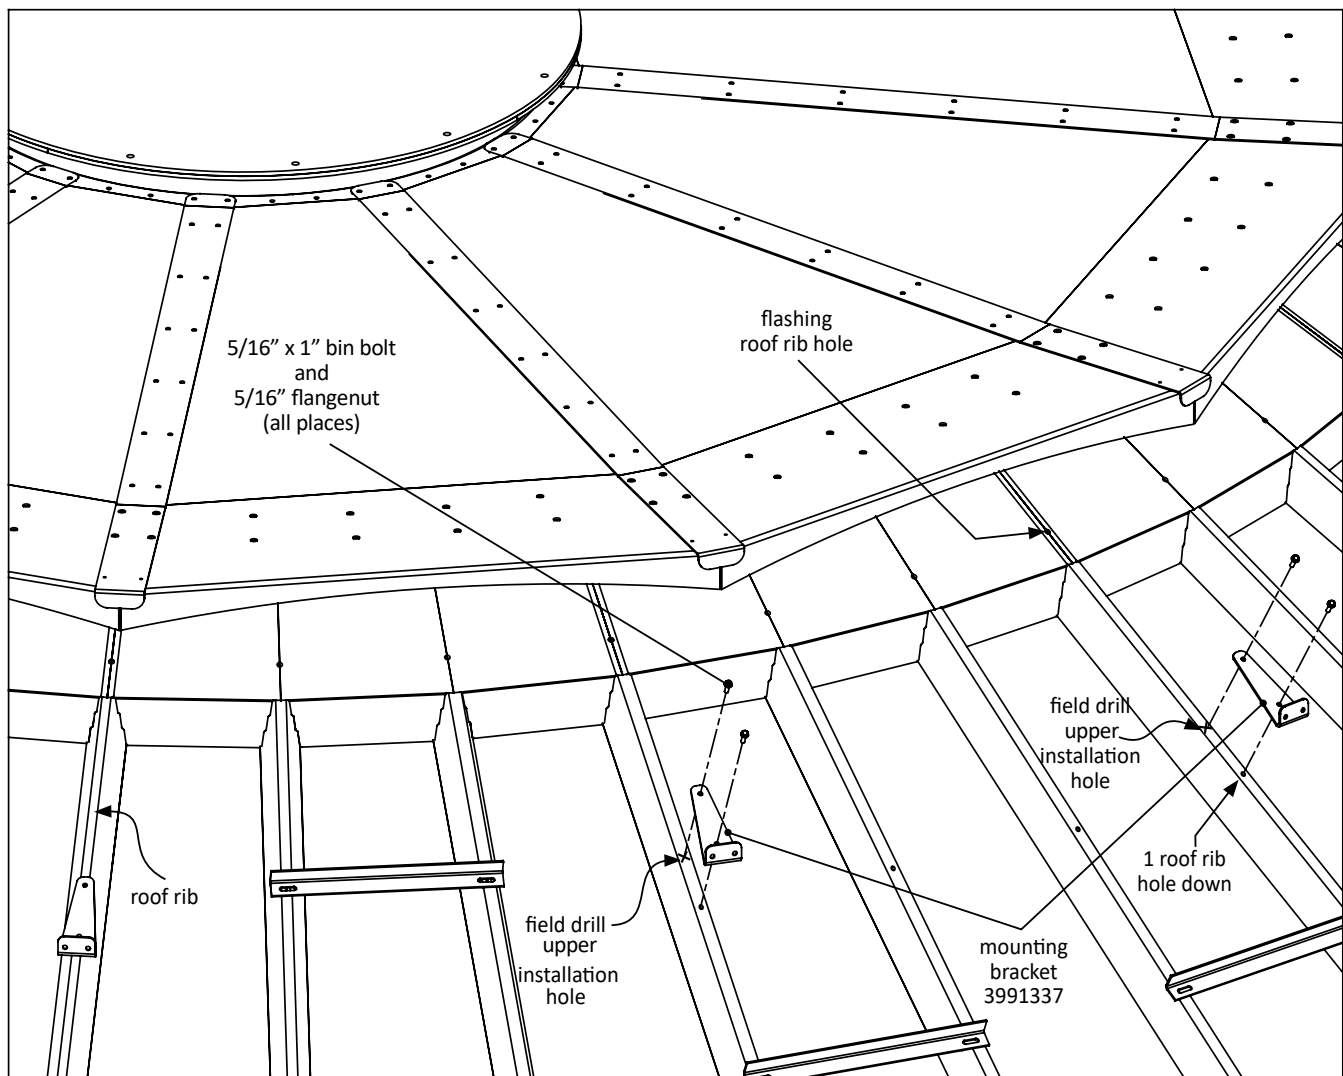 5/16” x 1” bin bolt
and
5/16” flangenut
(all places)
flashing
roof rib hole
field drill
upper
installation
hole
1 roof rib
hole down
roof rib
field drill
upper
installation
hole
mounting
bracket
3991337